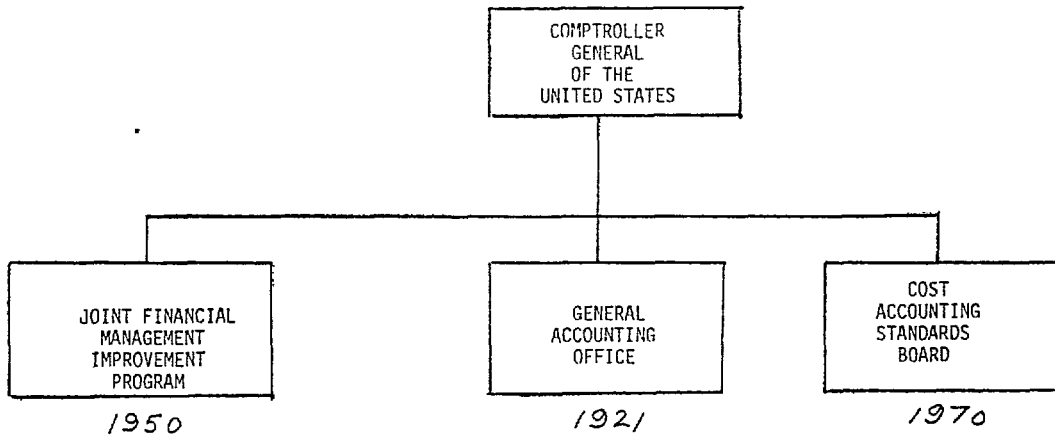 COMPTROLLER
GENERAL
OF THE
UNITED STATES
JOINT FINANCIAL
MANAGEMENT
IMPROVEMENT
PROGRAM
1950
GENERAL
ACCOUNTING
OFFICE
1921
COST
ACCOUNTING
STANDARDS
BOARD
1970